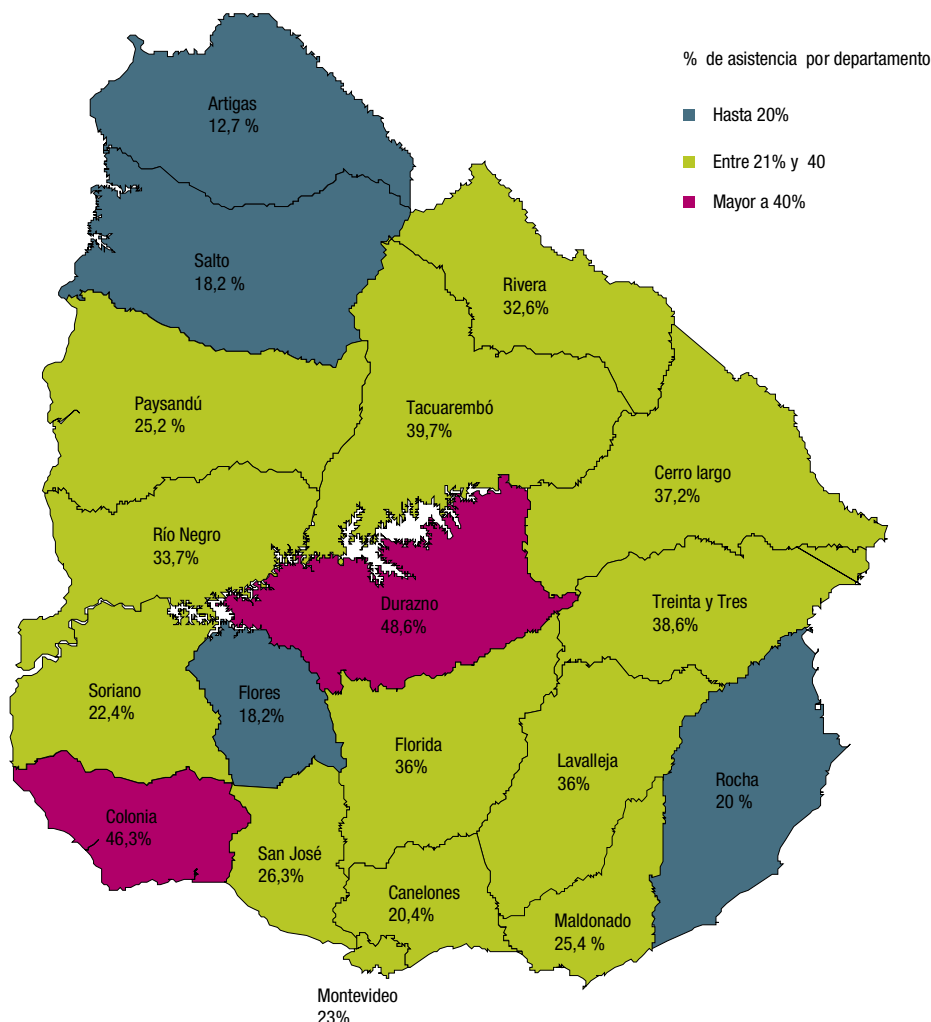 % de asistencia por departamento
Hasta 20%
Entre 21% y 40
Mayor a 40%
Artigas
12,7 %
Salto
18,2 %
Rivera
32,6%
Paysandú
25,2 %
Tacuarembó
39,7%
Cerro largo
37,2%
Río Negro
33,7%
Durazno
48,6%
Treinta y Tres
38,6%
Soriano
22,4%
Flores
18,2%
Florida
36%
Lavalleja
36%
Rocha
20 %
Colonia
46,3%
San José
26,3%
Canelones
20,4%
Maldonado
25,4 %
Montevideo
23%